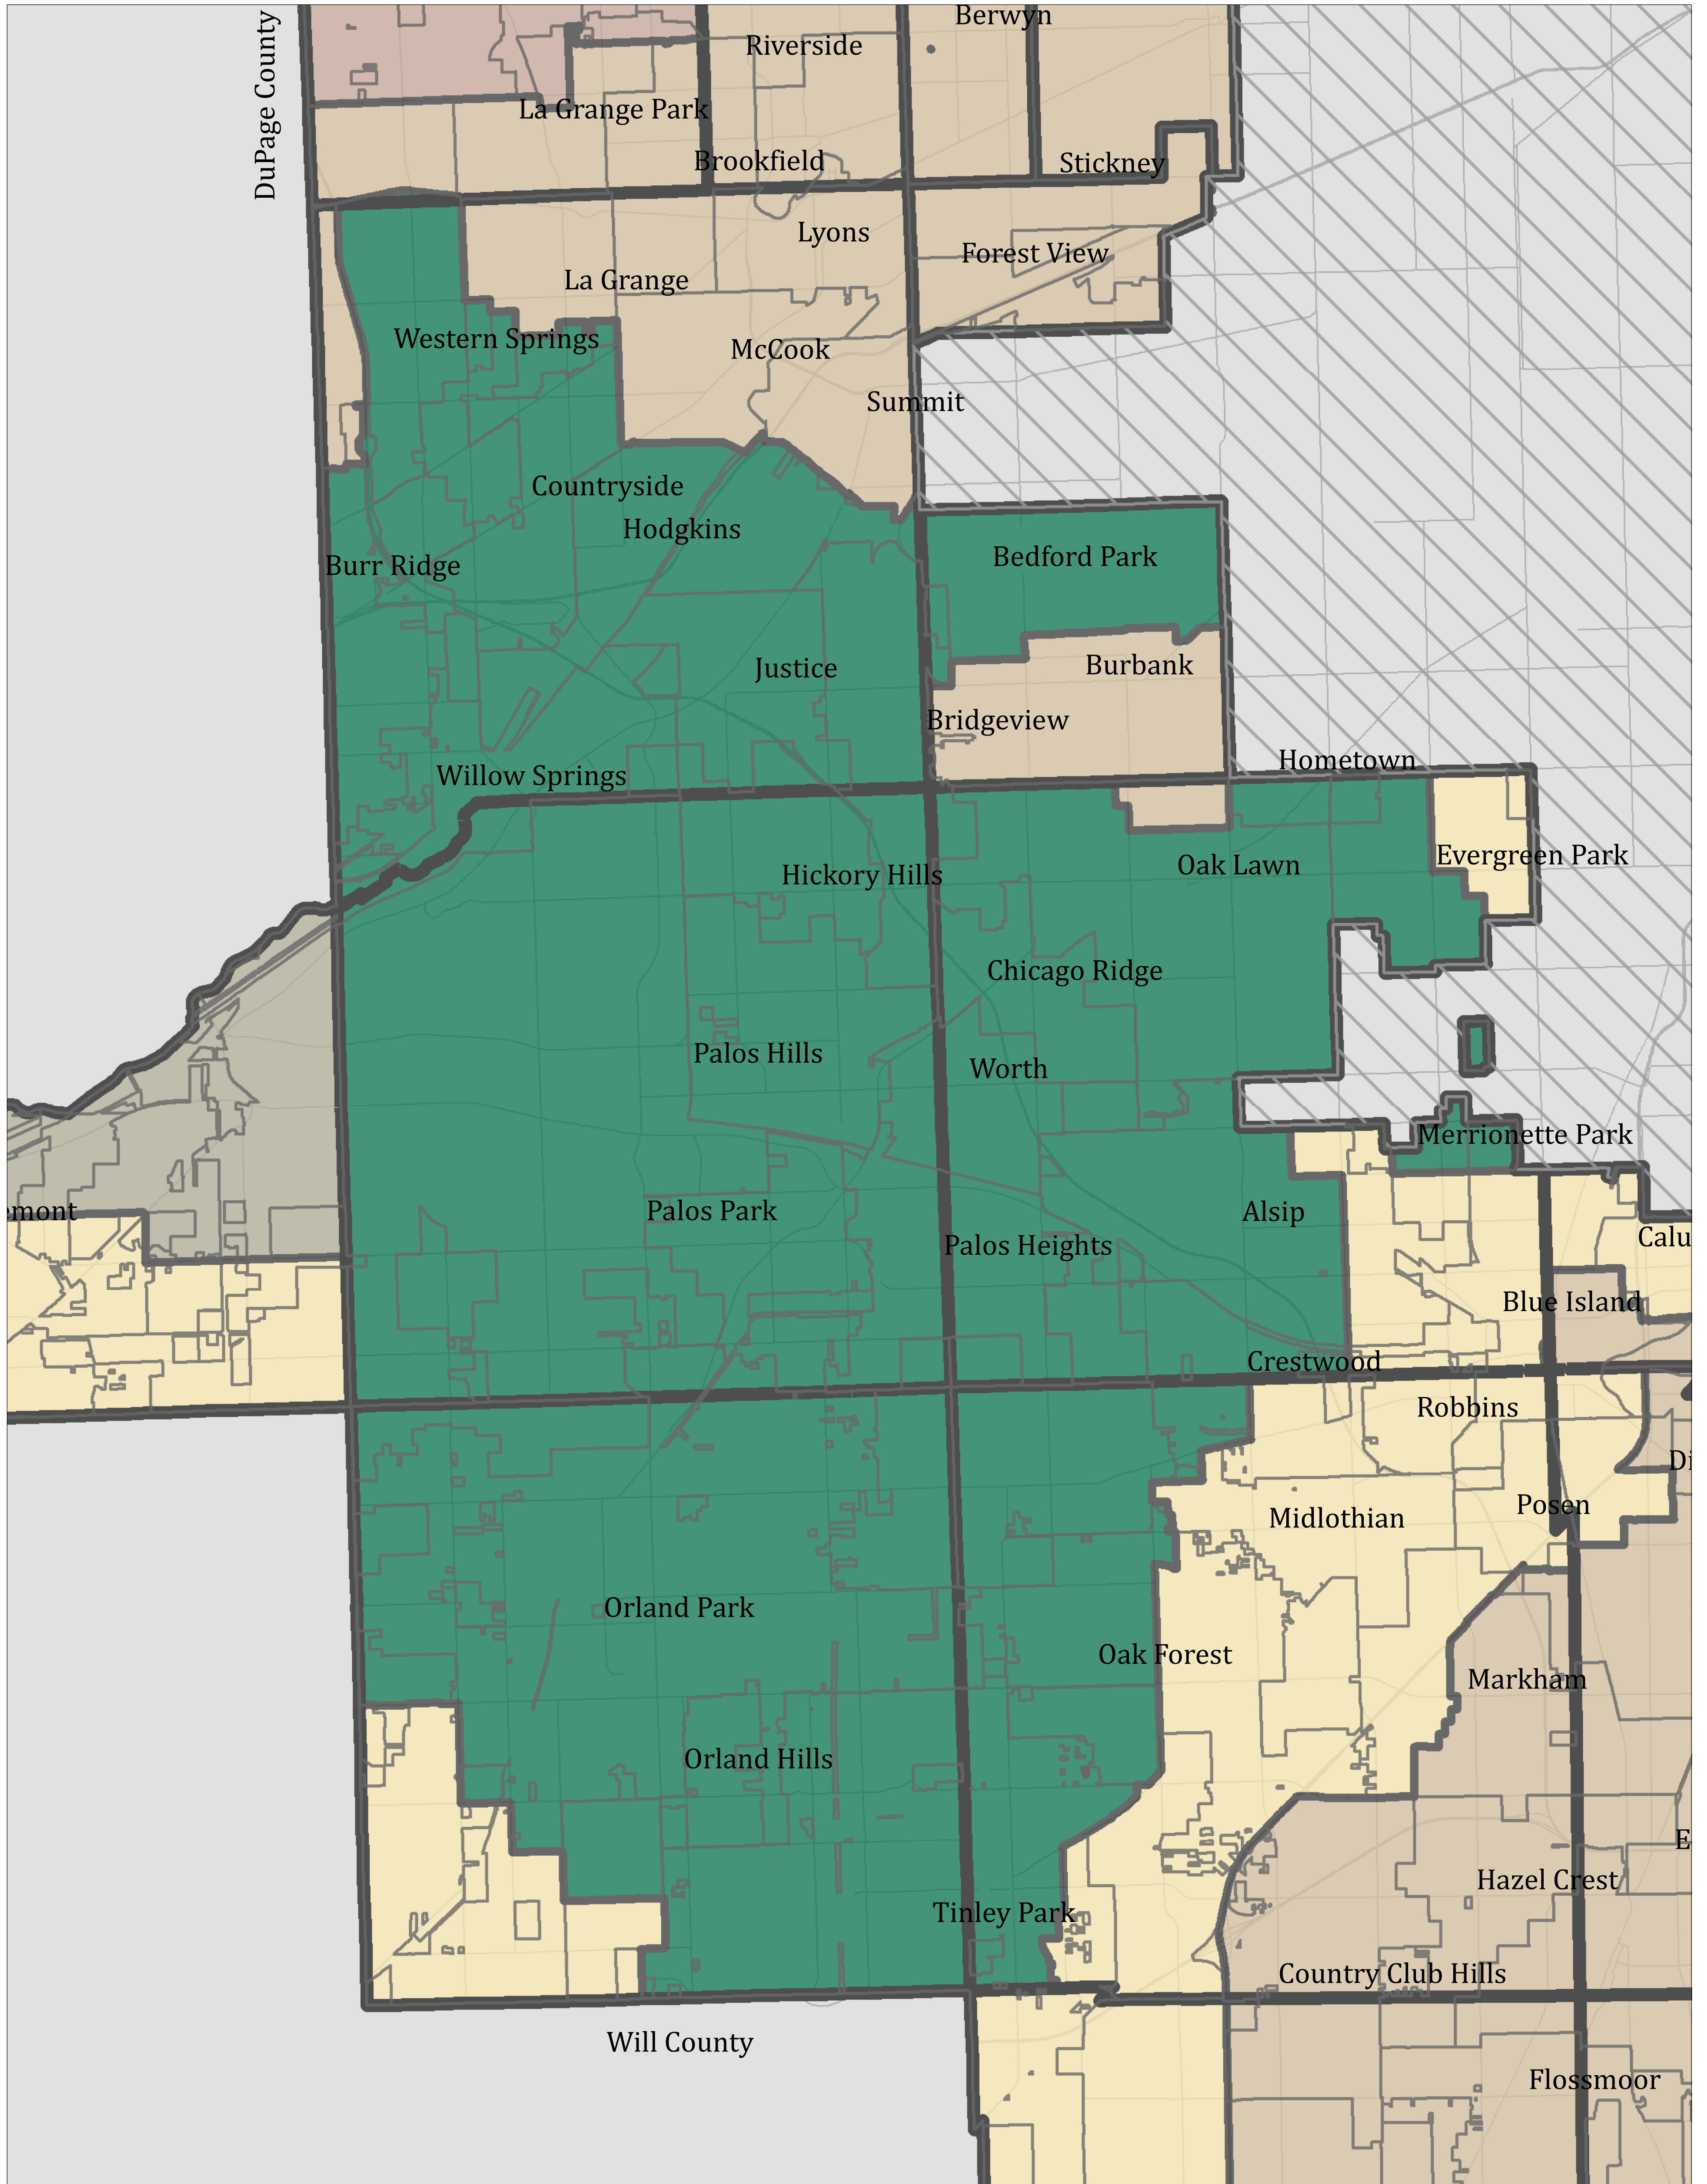 Berwyn
Riverside
DuPage County
La Grange Park
Brookfield
Stickney
Lyons
Forest View
La Grange
Western Springs
McCook
Summit
Countryside
Hodgkins
Bedford Park
Burr Ridge
Justice
Burbank
Bridgeview
Hometown
Willow Springs
Evergreen Park
Oak Lawn
Hickory Hills
Chicago Ridge
Palos Hills
Worth
Merrionette Park
emont
Palos Park
Alsip
Calu
Palos Heights
Blue Island
Crestwood
Robbins
Di
Posen
Midlothian
Orland Park
Oak Forest
Markham
Orland Hills
E
Hazel Crest
Tinley Park
Country Club Hills
Will County
Flossmoor